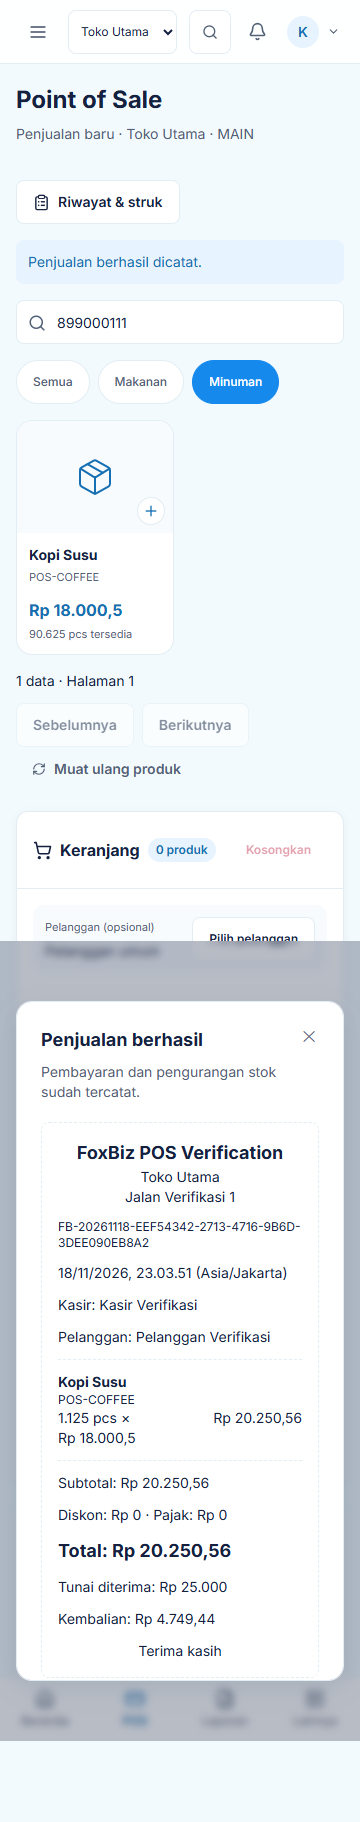 Toko Utama
K
Point of Sale
Penjualan baru · Toko Utama · MAIN
Riwayat & struk
Penjualan berhasil dicatat.
899000111
Semua
Makanan
Minuman
Kopi Susu
POS-COFFEE
Rp 18.000,5
90.625 pcs tersedia
1 data · Halaman 1
Sebelumnya
Berikutnya
Muat ulang produk
Keranjang
0 produk
Kosongkan
Pelanggan (opsional)
Pilih pelanggan
Pelanggan umum
Penjualan berhasil
Pembayaran dan pengurangan stok
sudah tercatat.
FoxBiz POS Verification
Toko Utama
Jalan Verifikasi 1
FB-20261118-EEF54342-2713-4716-9B6D-
3DEE090EB8A2
18/11/2026, 23.03.51 (Asia/Jakarta)
Kasir: Kasir Verifikasi
Pelanggan: Pelanggan Verifikasi
Kopi Susu
POS-COFFEE
1.125 pcs × Rp 20.250,56
Rp 18.000,5
Subtotal: Rp 20.250,56
Diskon: Rp 0 · Pajak: Rp 0
Total: Rp 20.250,56
Tunai diterima: Rp 25.000
Kembalian: Rp 4.749,44
Terima kasih
Beranda
POS
Laporan
Lainnya